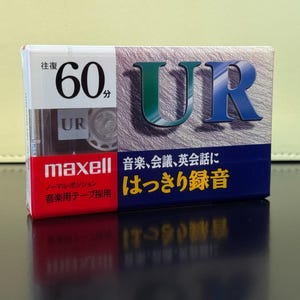 往復60分
UR
UR
maxell
ノーマル・ポジション
音楽用テープ採用
音楽、会議、英会話に
はっきり録音